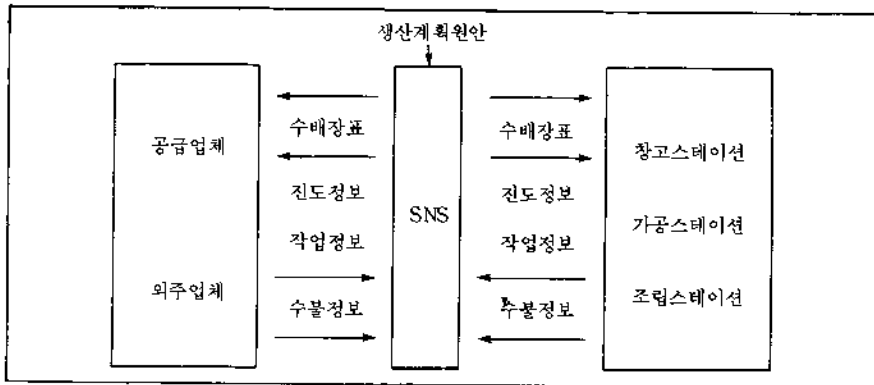 생산계획원안
수배장표 수배장표
공급업체 창고스테이션
진도정보 진도정보
SNS
가공스테이션
작업정보 작업정보
외주업체 조립스테이션
수불정보 수불정보